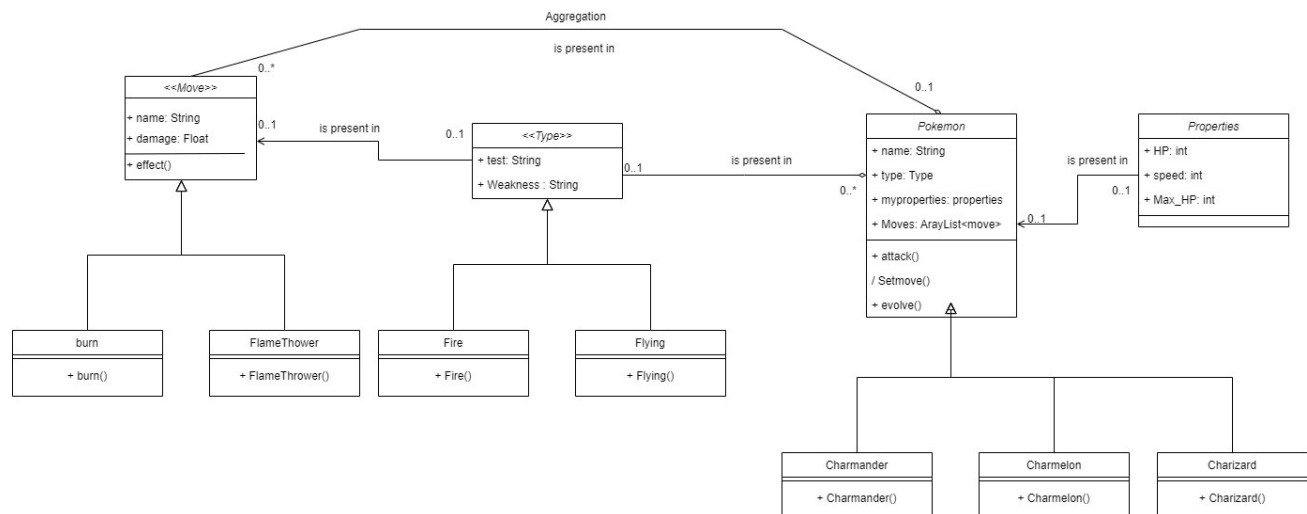 Aggregation
is present in
0..*
0..1
<<Move>>
+ name: String
+ damage: Float
+ effect()
0..1
is present in
0..1
<<Type>>
+ test: String
+ Weakness : String
0..1
is present in
0..*
Pokemon
+ name: String
+ type: Type
+ myproperties: properties
+ Moves: ArayList<move>
+ attack()
/ Setmove()
+ evolve()
0..1
is present in
0..1
Properties
+ HP: int
+ speed: int
+ Max_HP: int
burn
+ burn()
FlameThower
+ FlameThrower()
Fire
+ Fire()
Flying
+ Flying()
Charmander
+ Charmander()
Charmelon
+ Charmelon()
Charizard
+ Charizard()